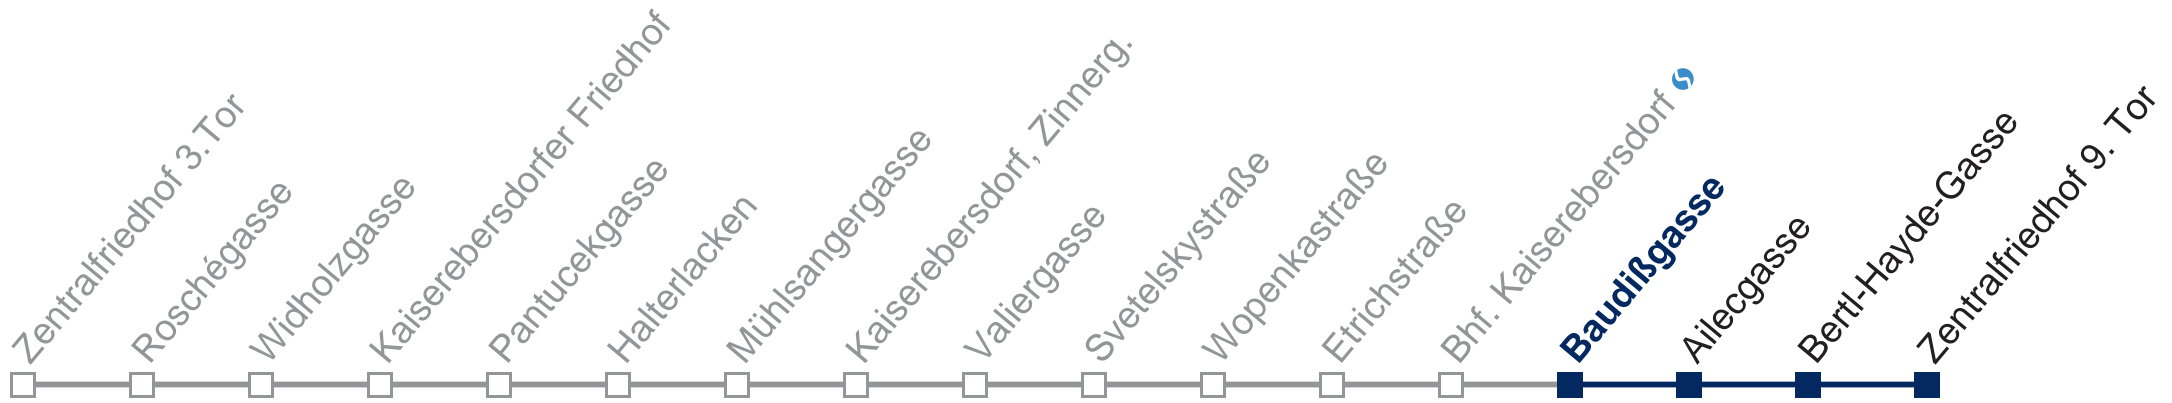 Zentralfriedhof 3.Tor
Roschégasse
Widholzgasse
Kaiserebersdorfer Friedhof
Pantucekgasse
Halterlacken
Mühlsangergasse
Kaiserebersdorf, Zinnerg.
Valiergasse
Svetelskystraße
Wopenkastraße
Etrichstraße
Bhf. Kaiserebersdorf
Baudißgasse
Ailecgasse
Bertl-Hayde-Gasse
Zentralfriedhof 9. Tor